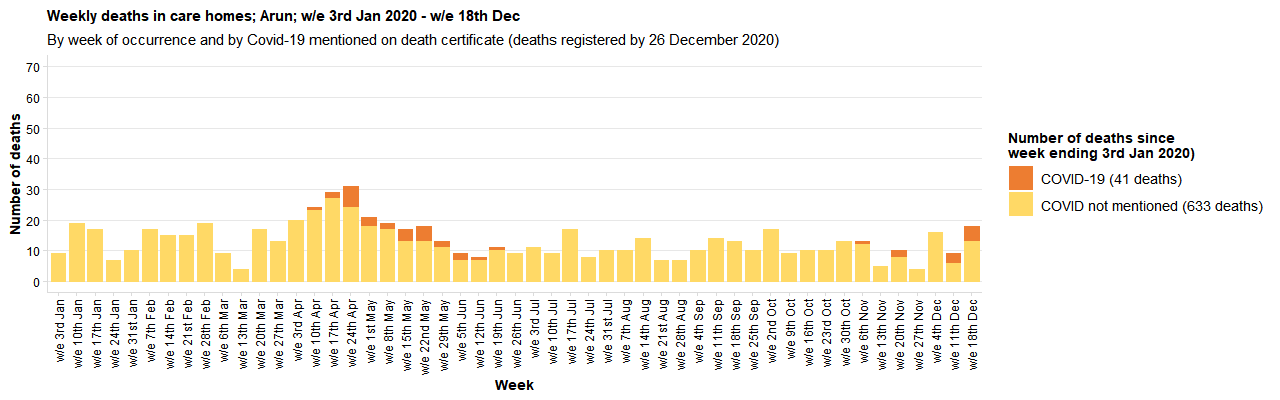 Weekly deaths in care homes; Arun; w/e 3rd Jan 2020 - w/e 18th Dec
By week of occurrence and by Covid-19 mentioned on death certificate (deaths registered by 26 December 2020)
Number of deaths
70
60
50
40
30
20
10
0
w/e 3rd Jan
w/e 10th Jan
w/e 17th Jan
w/e 24th Jan
w/e 31st Jan
w/e 7th Feb
w/e 14th Feb
w/e 21st Feb
w/e 28th Feb
w/e 6th Mar
w/e 13th Mar
w/e 20th Mar
w/e 27th Mar
w/e 3rd Apr
w/e 10th Apr
w/e 17th Apr
w/e 24th Apr
w/e 1st May
w/e 8th May
w/e 15th May
w/e 22nd May
w/e 29th May
w/e 5th Jun
w/e 12th Jun
w/e 19th Jun
w/e 26th Jun
w/e 3rd Jul
w/e 10th Jul
w/e 17th Jul
w/e 24th Jul
w/e 31st Jul
w/e 7th Aug
w/e 14th Aug
w/e 21st Aug
w/e 28th Aug
w/e 4th Sep
w/e 11th Sep
w/e 18th Sep
w/e 25th Sep
w/e 2nd Oct
w/e 9th Oct
w/e 16th Oct
w/e 23rd Oct
w/e 30th Oct
w/e 6th Nov
w/e 13th Nov
w/e 20th Nov
w/e 27th Nov
w/e 4th Dec
w/e 11th Dec
w/e 18th Dec
Week
Number of deaths since
week ending 3rd Jan 2020)
COVID-19 (41 deaths)
COVID not mentioned (633 deaths)